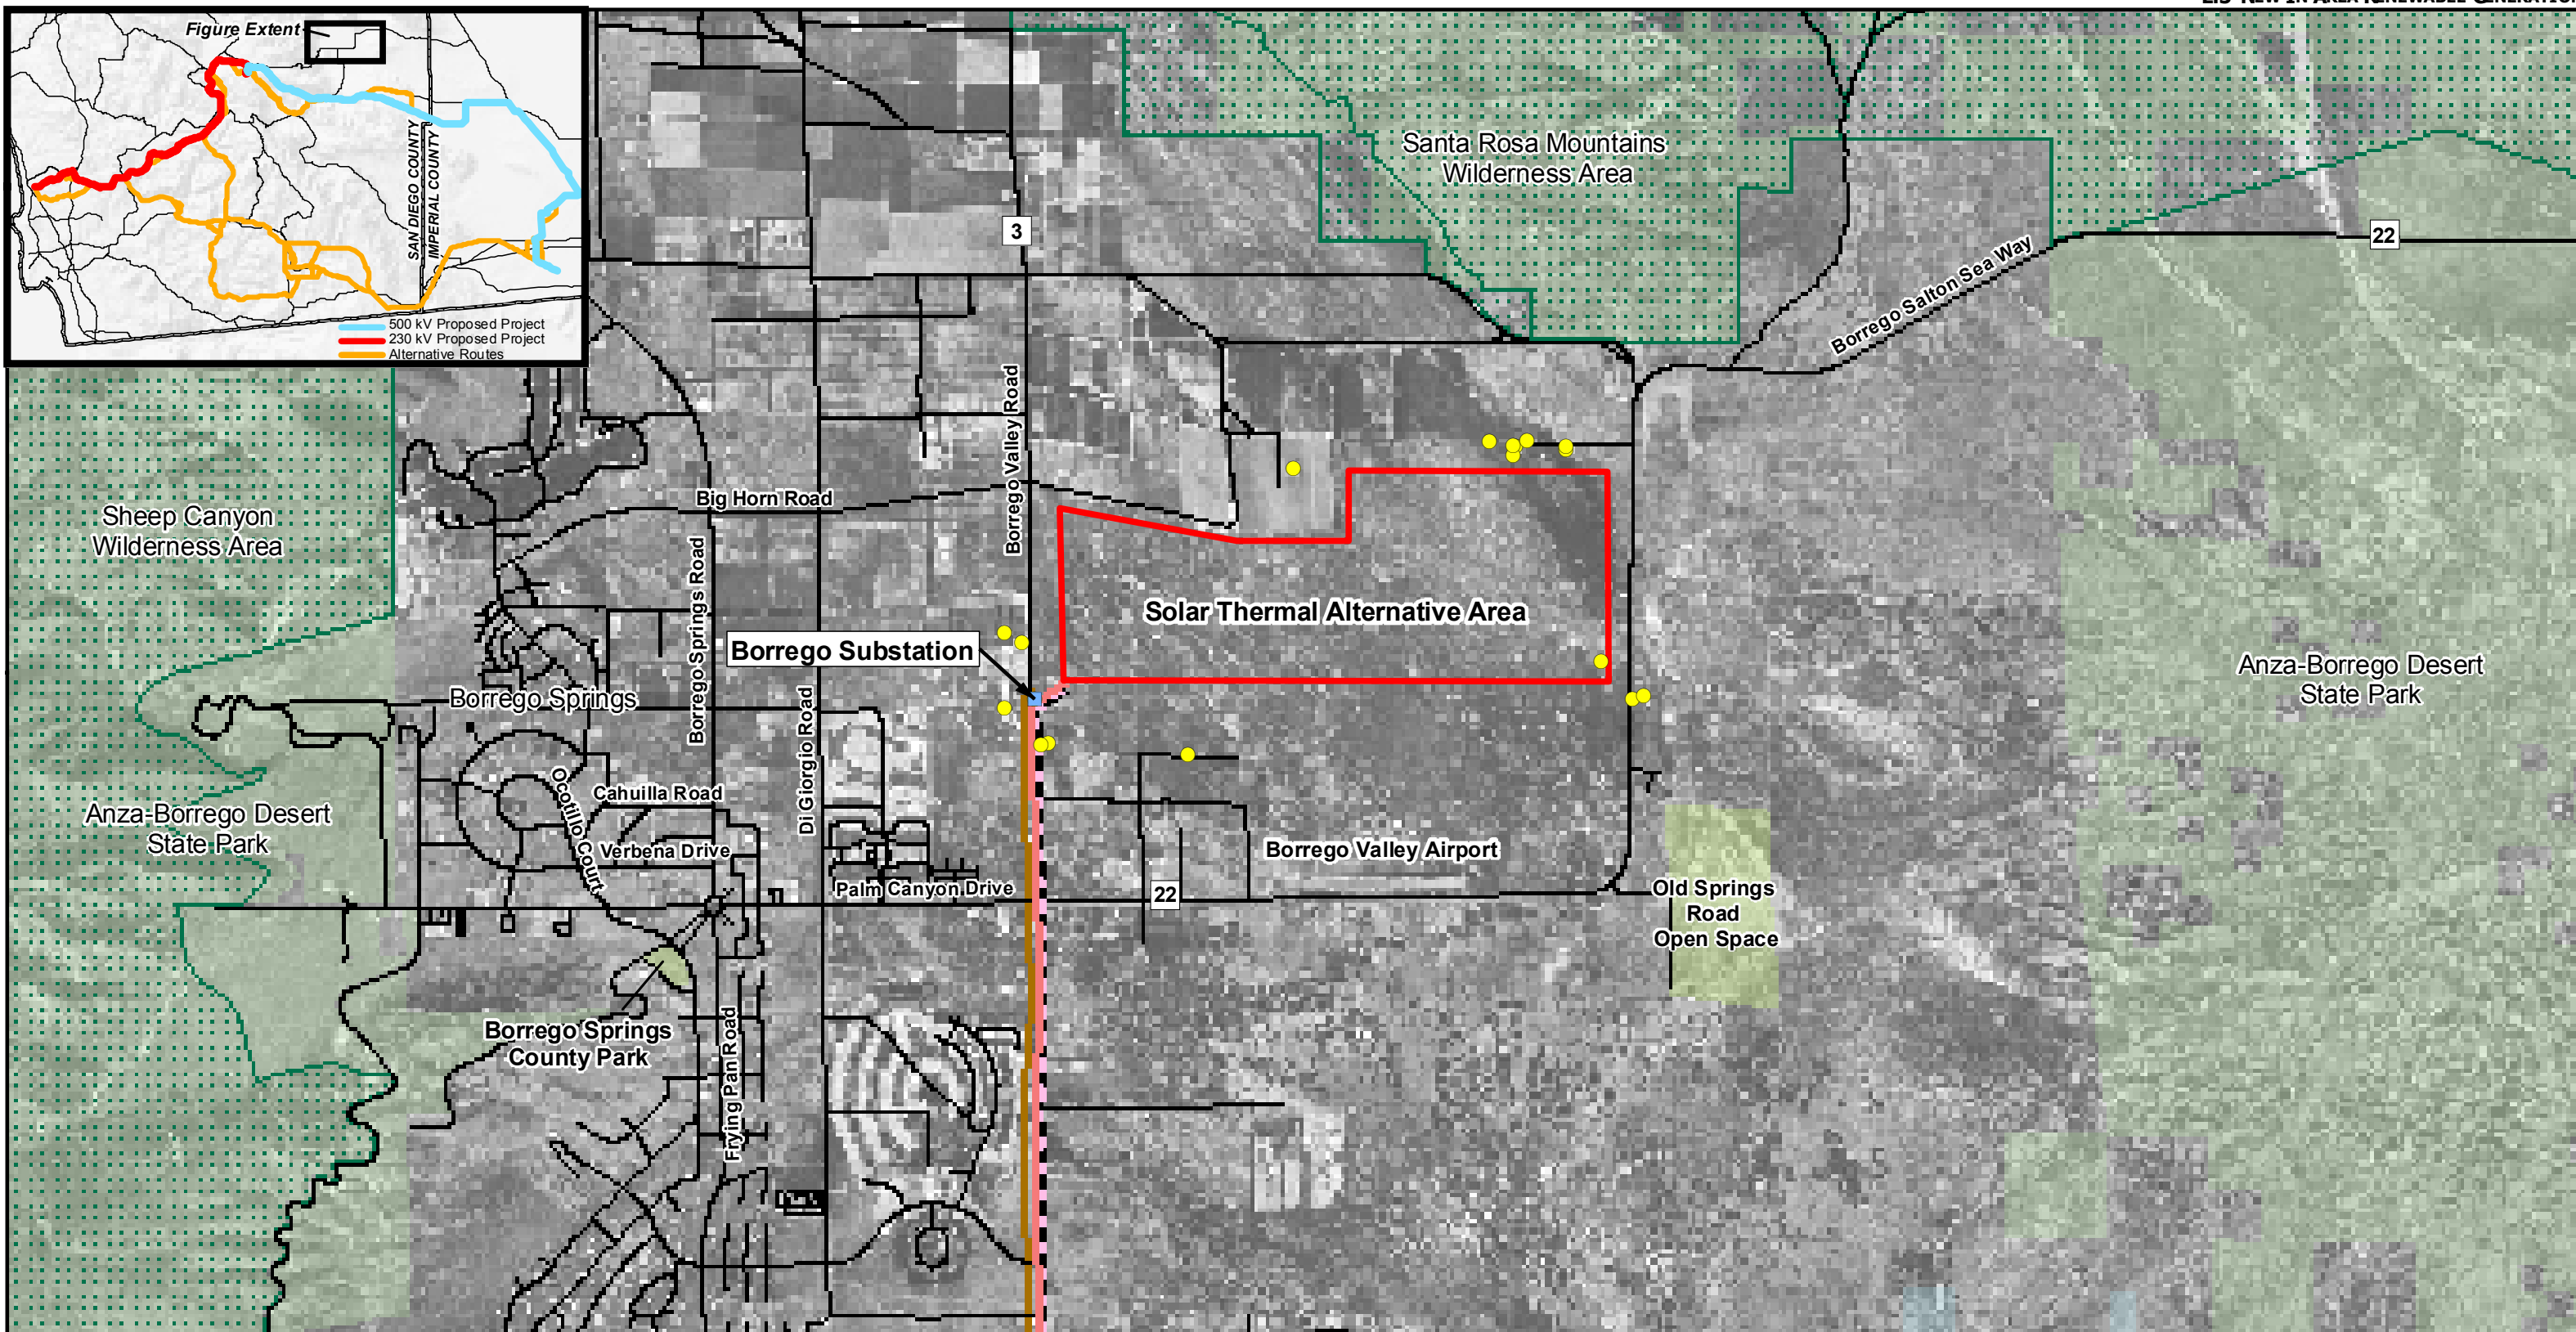 Figure Extent
SAN DIEGO COUNTY
IMPERIAL COUNTY
500 kV Proposed Project
230 kV Proposed Project
Alternative Routes
Santa Rosa Mountains
Wilderness Area
3
22
Borrego Salton Sea Way
Borrego Valley Road
Big Horn Road
Sheep Canyon
Wilderness Area
Borrego Springs Road
Solar Thermal Alternative Area
Borrego Substation
Borrego Springs
Anza-Borrego Desert
State Park
Di Giorgio Road
Ocotillo Court
Cahuilla Road
Anza-Borrego Desert
State Park
Verbena Drive
Borrego Valley Airport
Palm Canyon Drive
22
Old Springs
Road
Open Space
Borrego Springs
County Park
Frying Pan Road